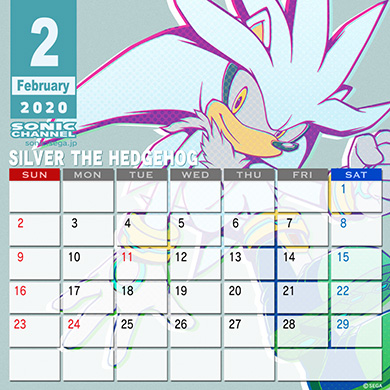 2
February
2020
SONIC
CHANNEL
sonic.sega.jp
SILVER THE HEDGEHOG
SUN MON TUE WED THU FRI SAT
1
2 3 4 5 6 7 8
9 10 11 12 13 14 15
16 17 18 19 20 21 22
23 24 25 26 27 28 29
©SEGA